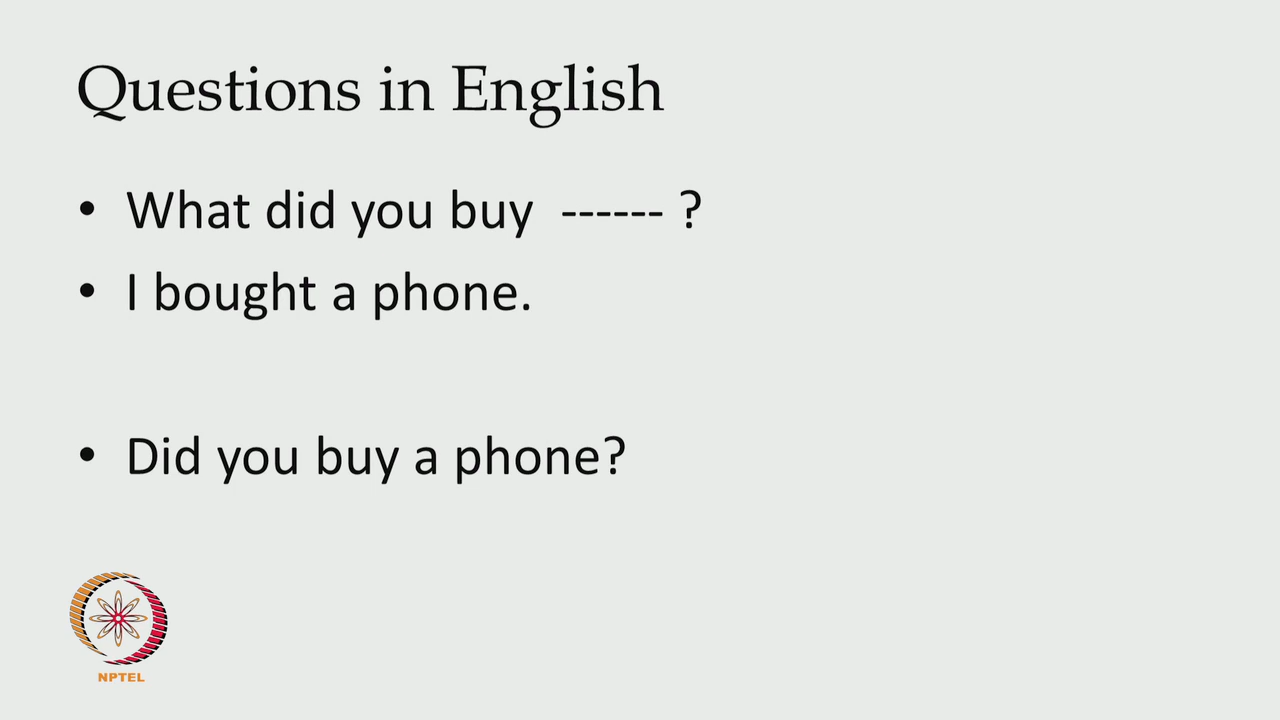 Questions in English
• What did you buy ------ ?
• I bought a phone.
• Did you buy a phone?
NPTEL